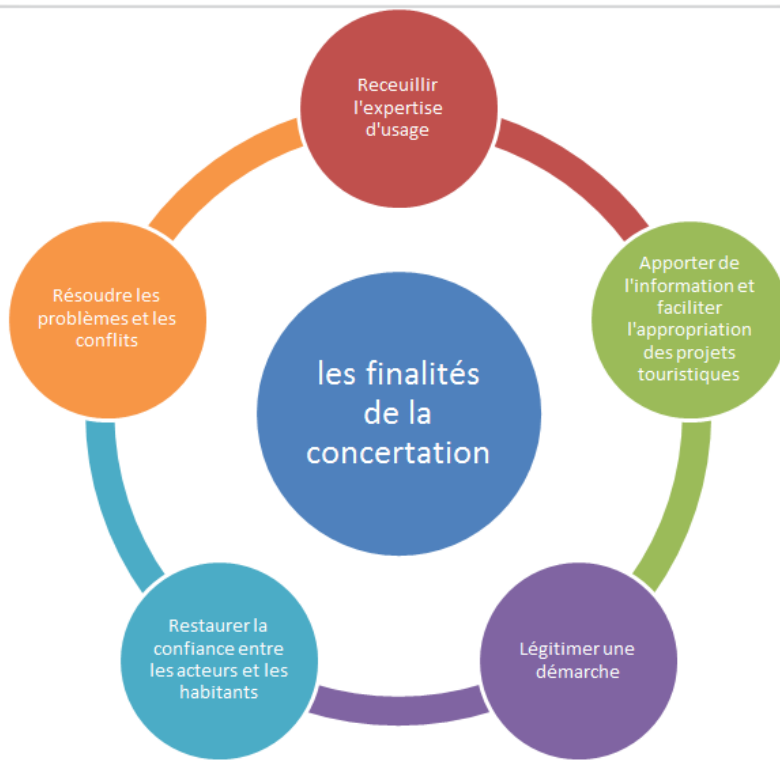 Receuillir
l'expertise
d'usage
Apporter de
l'information et
faciliter
l'appropriation
des projets
touristiques
Légitimer une
démarche
Restaurer la
confiance entre
les acteurs et les
habitants
Résoudre les
problèmes et les
conflits
les finalités
de la
concertation